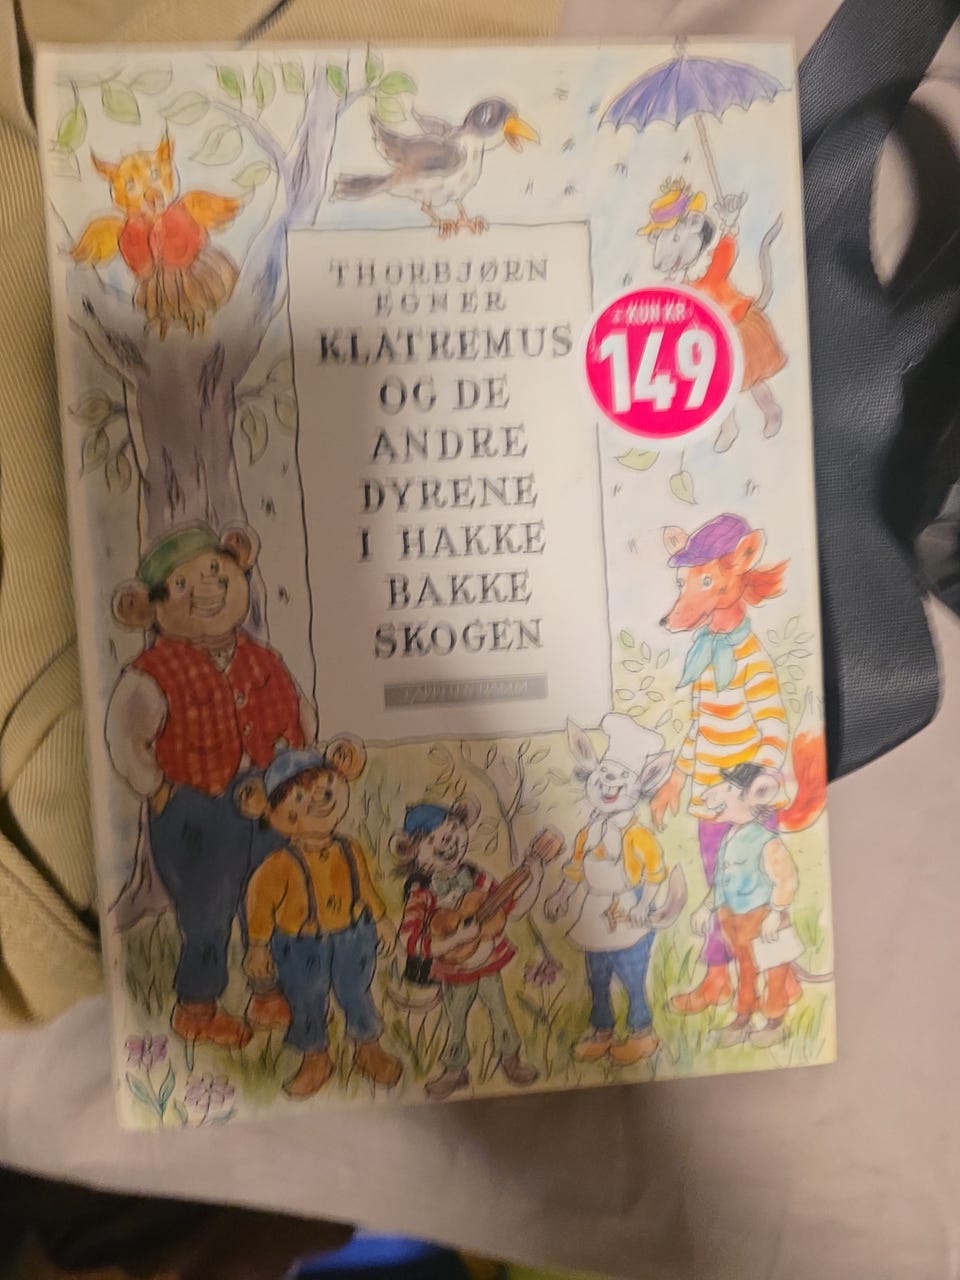 THORBJØRN
EGNER
KLATREMUS
OG DE
ANDRE
DYRENE
I HAKKE
BAKKE
SKOGEN
KUN KR
149